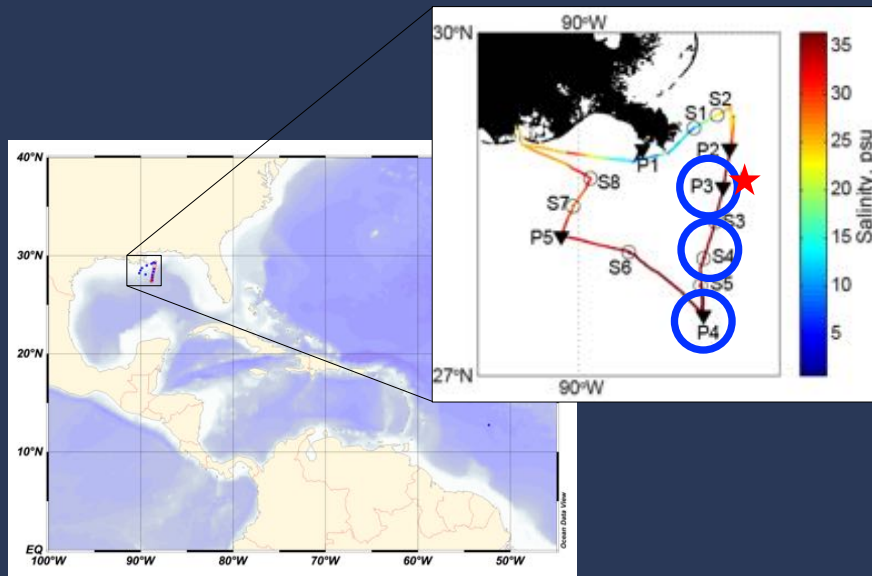 90°W
30°N
S1
S2
P1
P2
P3
S3
S4
S5
P4
S6
P5
S7
S8
27°N
90°W
35
30
25
20
15
10
5
Salinity, psu
40°N
30°N
20°N
10°N
EQ
100°W
90°W
80°W
70°W
60°W
50°W
Ocean Data View